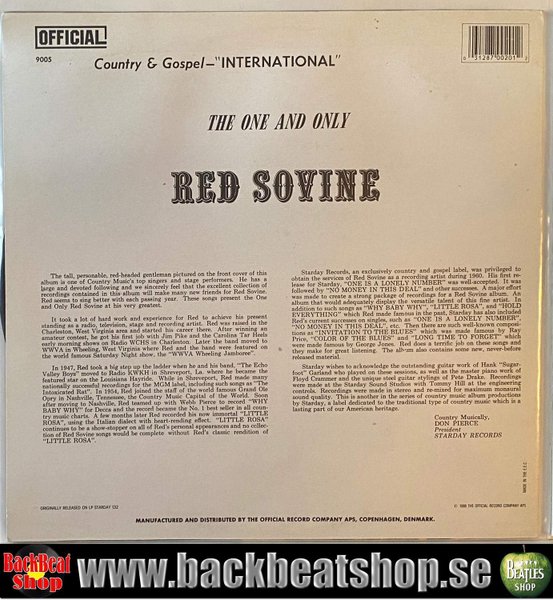 OFFICIAL
9005
Country & Gospel—"INTERNATIONAL"
5 31287 00201 2
THE ONE AND ONLY
RED SOVINE
The tall, personable, red-headed gentleman pictured on the front cover of this
album is one of Country Music's top singers and stage performers. He has a
large and devoted following and we sincerely feel that the excellent collection of
recordings contained in this album will make many new friends for Red Sovine.
Red seems to sing better with each passing year. These songs present the One
and Only Red Sovine at his very greatest.
It took a lot of hard work and experience for Red to achieve his present
standing as a radio, television, stage and recording artist. Red was raised in the
Charleston, West Virginia area and started his career there. After winning an
amateur contest, he got his first job with Jim Pike and the Carolina Tar Heels
early morning shows on Radio WCHS in Charleston. Later the band moved to
WWVA in Wheeling, West Virginia where Red and the band were featured on
the world famous Saturday Night show, the "WWVA Wheeling Jamboree".
In 1947, Red took a big step up the ladder when he and his band, "The Echo
Valley Boys" moved to Radio KWKH in Shreveport, La. where he became the
featured star on the Louisiana Hayride. While in Shreveport, Red made many
nationally successful recordings for the MGM label, including such songs as "The
Intoxicated Rat". In 1954, Red joined the staff of the world famous Grand Ole
Opry in Nashville, Tennessee, the Country Music Capital of the World. Soon
after moving to Nashville, Red teamed up with Webb Pierce to record "WHY
BABY WHY" for Decca and the record became the No. 1 best seller in all coun-
try music charts. A few months later Red recorded his now immortal "LITTLE
ROSA", using the Italian dialect with heart-rending effect. "LITTLE ROSA"
continues to be a show-stopper on all of Red's personal appearances and no collec-
tion of Red Sovine songs would be complete without Red's classic rendition of
"LITTLE ROSA".
Starday Records, an exclusively country and gospel label, was privileged to
obtain the services of Red Sovine as a recording artist during 1960. His first re-
lease for Starday, "ONE IS A LONELY NUMBER" was well-accepted. It was
followed by "NO MONEY IN THIS DEAL" and other successes. A major effort
was made to create a strong package of recordings for a Red Sovine album. An
album that would adequately display the versatile talent of this fine artist. In
addition to such songs as "WHY BABY WHY", "LITTLE ROSA", and "HOLD
EVERYTHING" which Red made famous in the past, Starday has also included
Red's current successes on singles, such as "ONE IS A LONELY NUMBER",
"NO MONEY IN THIS DEAL", etc. Then there are such well-known composi-
tions as "INVITATION TO THE BLUES" which was made famous by Ray
Price, "COLOR OF THE BLUES" and "LONG TIME TO FORGET" which
were made famous by George Jones. Red does a terrific job on these songs and
they make for great listening. The album also contains some new, never-before
released material.
Starday wishes to acknowledge the outstanding guitar work of Hank "Sugar-
foot" Garland who played on these sessions, as well as the master piano work of
Floyd Cramner and the unique steel guitar stylings of Pete Drake. Recordings
were made at the Starday Sound Studios with Tommy Hill at the engineering
controls. Recordings were made in stereo and re-mixed for maximum monaural
sound quality. This is another in the series of country music album productions
by Starday, a label dedicated to the traditional type of country music which is a
lasting part of our American heritage.
Country Musically,
DON PIERCE
President
STARDAY RECORDS
MADE IN THE E.E.C.
ORIGINALLY RELEASED ON LP STARDAY 132
© 1988 THE OFFICIAL RECORD COMPANY APS
MANUFACTURED AND DISTRIBUTED BY THE OFFICIAL RECORD COMPANY APS, COPENHAGEN, DENMARK.
BackBeat
Shop
www.backbeatshop.se
BEATLES
SHOP